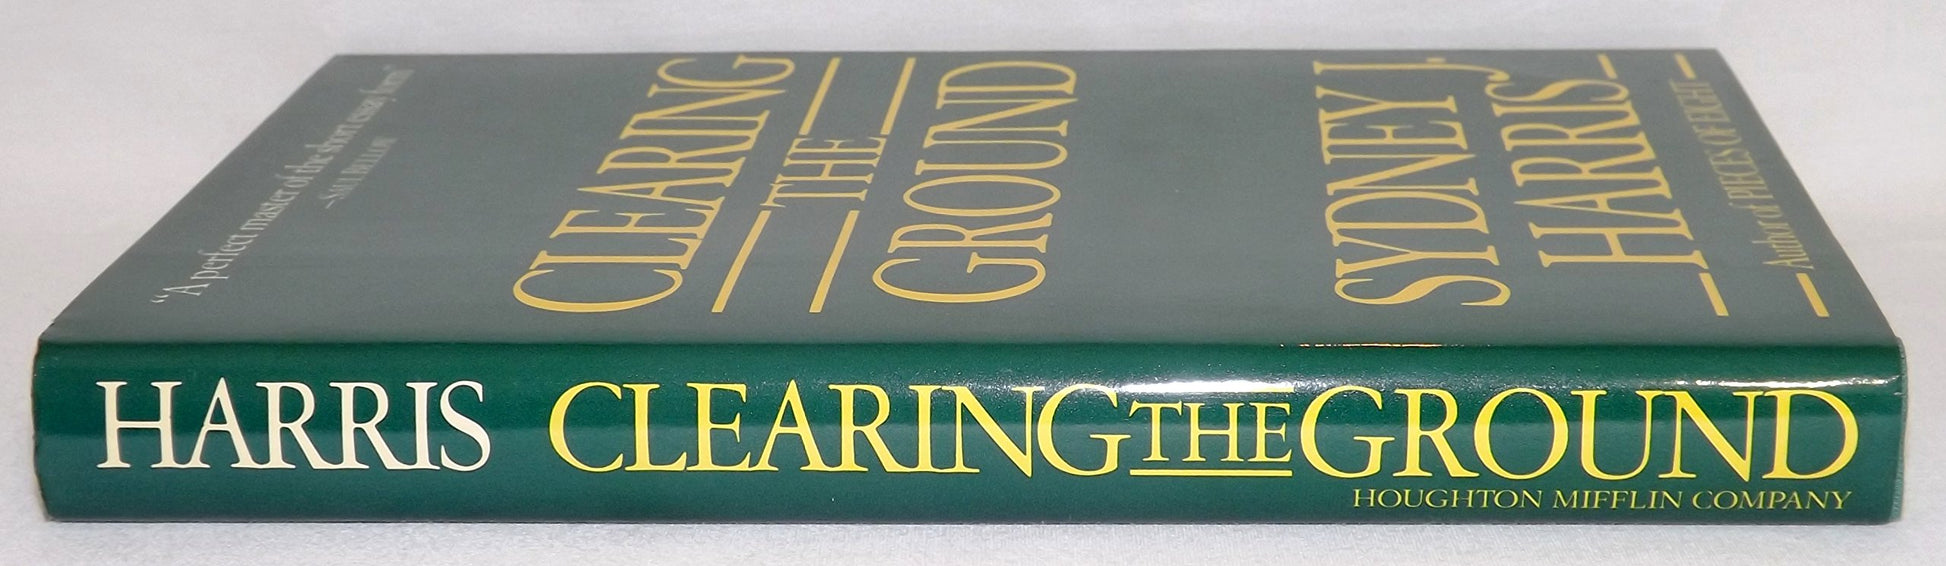 "A perfect master of the short essay form"
—SAUL BELLOW
CLEARING
THE
GROUND
SYDNEY J.
HARRIS
Author of PIECES OF EIGHT
HARRIS CLEARING THE GROUND
HOUGHTON MIFFLIN COMPANY